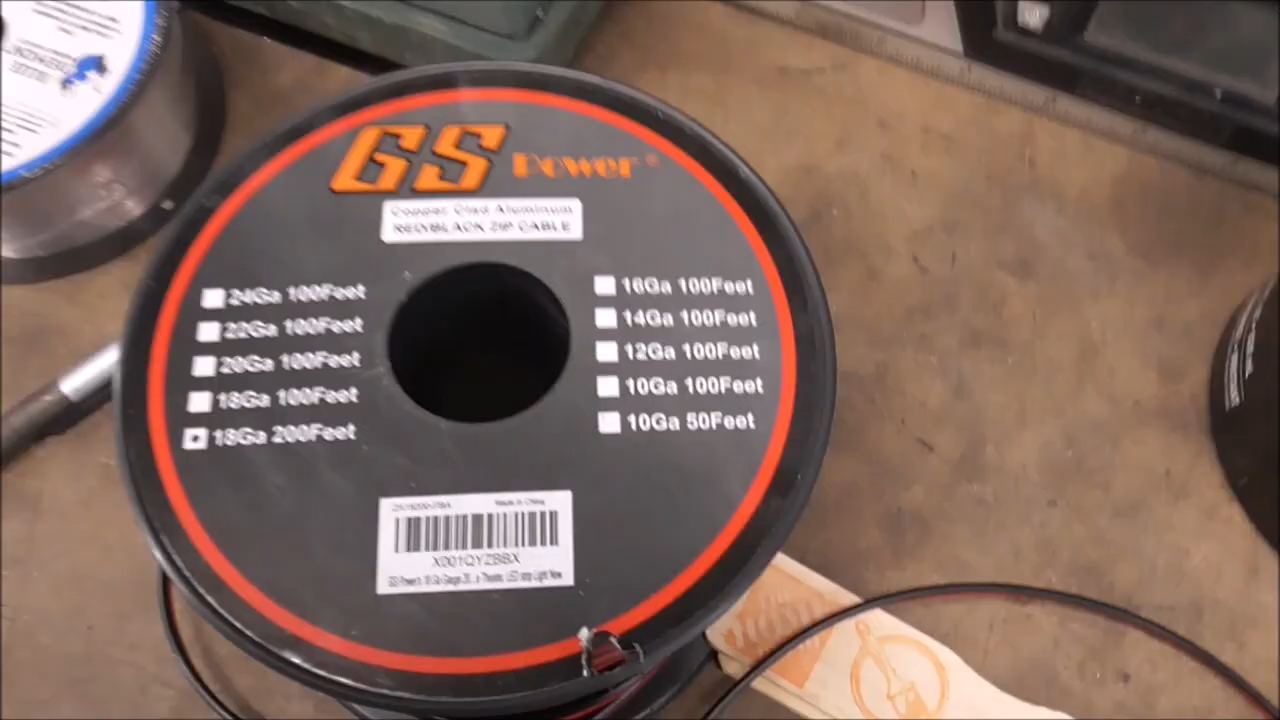 GS Power®
Copper Clad Aluminum
RED/BLACK ZIP CABLE
24Ga 100Feet
22Ga 100Feet
20Ga 100Feet
18Ga 100Feet
18Ga 200Feet
16Ga 100Feet
14Ga 100Feet
12Ga 100Feet
10Ga 100Feet
10Ga 50Feet
Made in China
X001QYZBBX